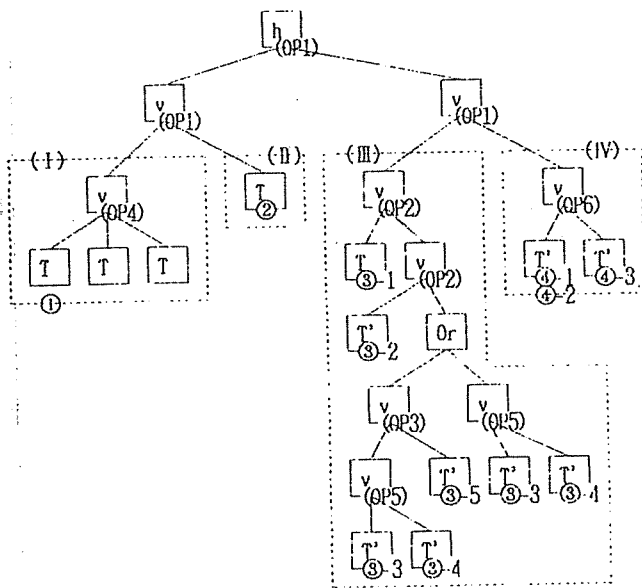 h
(OP1)
v
(OP1)
v
(OP1)
(I)
(II)
(III)
(IV)
v
(OP4)
T
②
v
(OP2)
v
(OP6)
T T T
①
T
③-1
v
(OP2)
T'
④-1
④-2
T'
④-3
T'
③-2
Or
v
(OP3)
v
(OP5)
v
(OP5)
T'
③-5
T'
③-3
T'
③-4
T'
③-3
T'
③-4